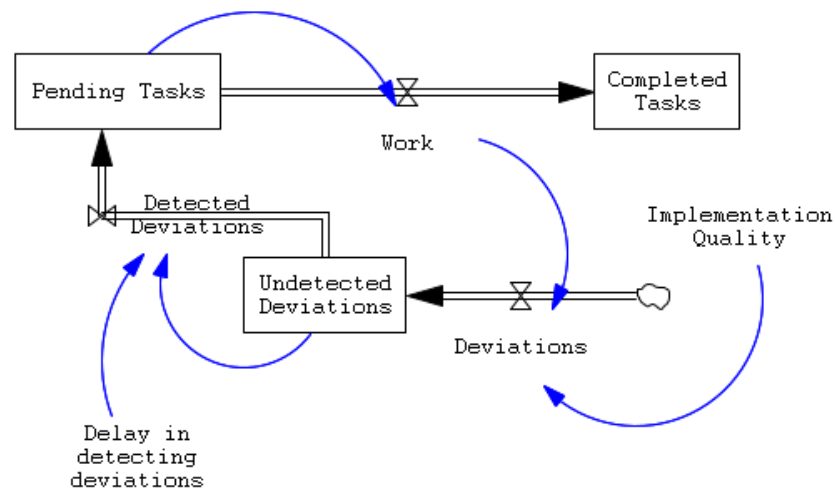 Pending Tasks
Completed
Tasks
Work
Detected
Deviations
Implementation
Quality
Undetected
Deviations
Deviations
Delay in
detecting
deviations